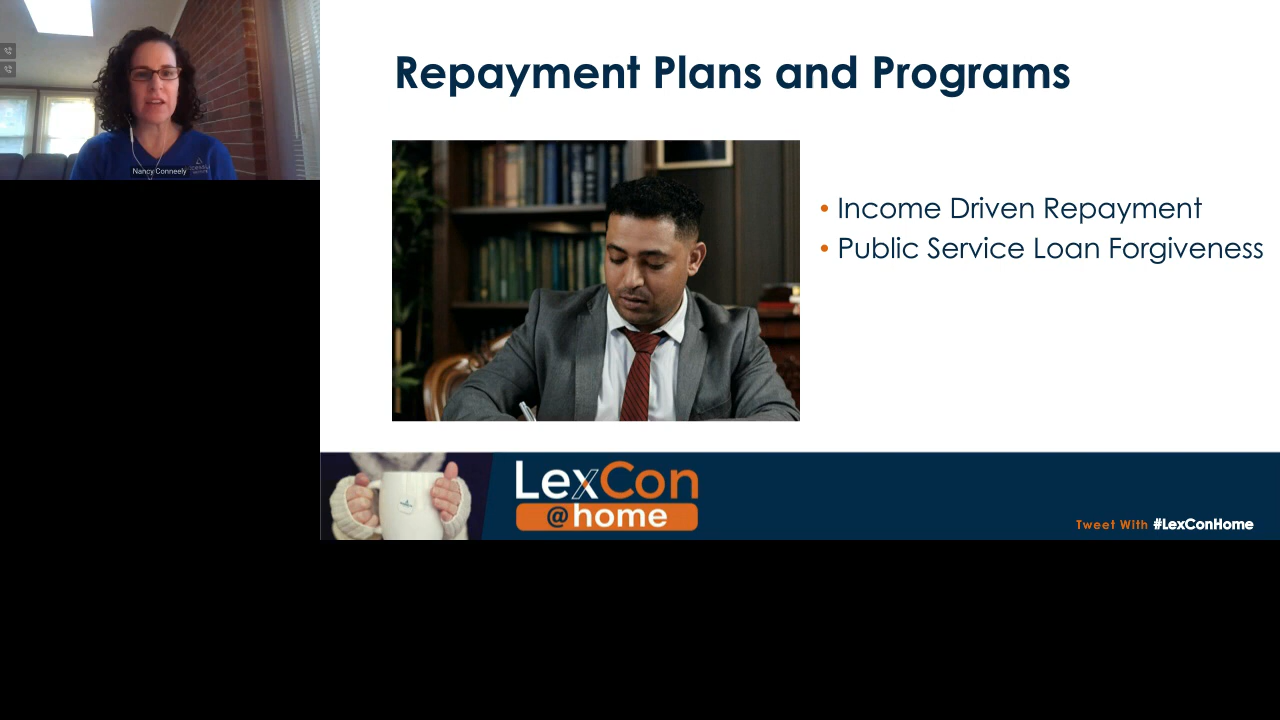 Nancy Conneely
Repayment Plans and Programs
• Income Driven Repayment
• Public Service Loan Forgiveness
LexCon
@home
Tweet With #LexConHome